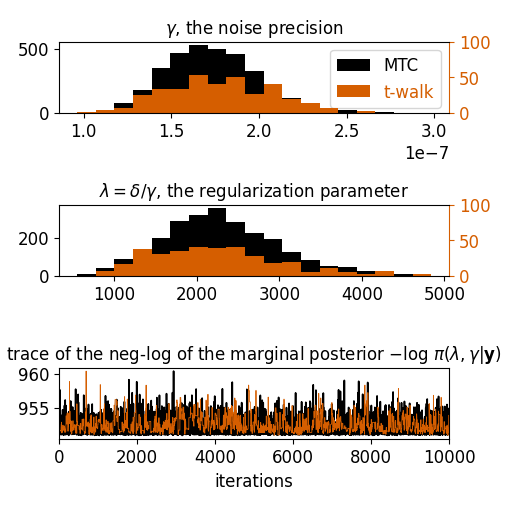 γ, the noise precision
500
0
100
50
0
MTC
t-walk
1.0 1.5 2.0 2.5 3.0
1e−7
λ = δ/γ, the regularization parameter
200
0
100
50
0
1000 2000 3000 4000 5000
trace of the neg-log of the marginal posterior −log π(λ, γ|y)
960
955
0 2000 4000 6000 8000 10000
iterations